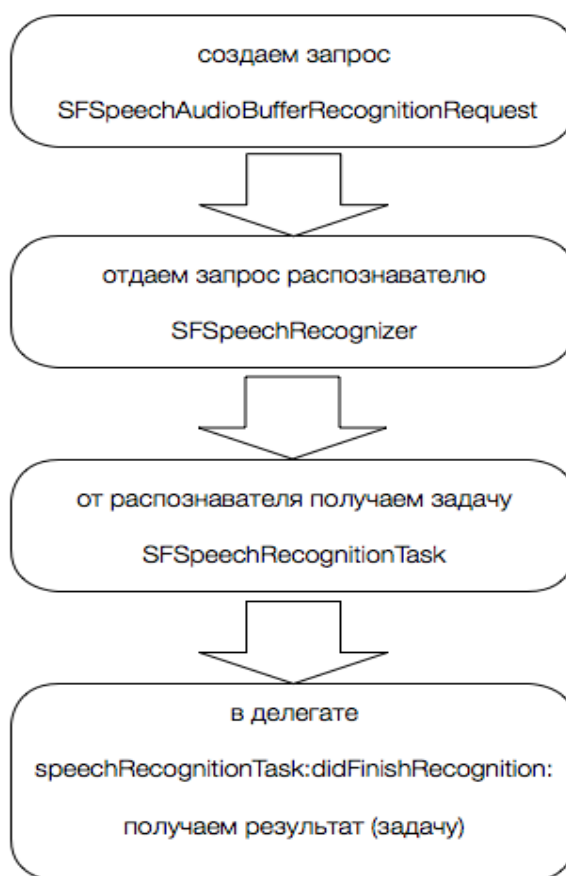 создаем запрос
SFSpeechAudioBufferRecognitionRequest
отдаем запрос распознавателю
SFSpeechRecognizer
от распознавателя получаем задачу
SFSpeechRecognitionTask
в делегате
speechRecognitionTask:didFinishRecognition:
получаем результат (задачу)